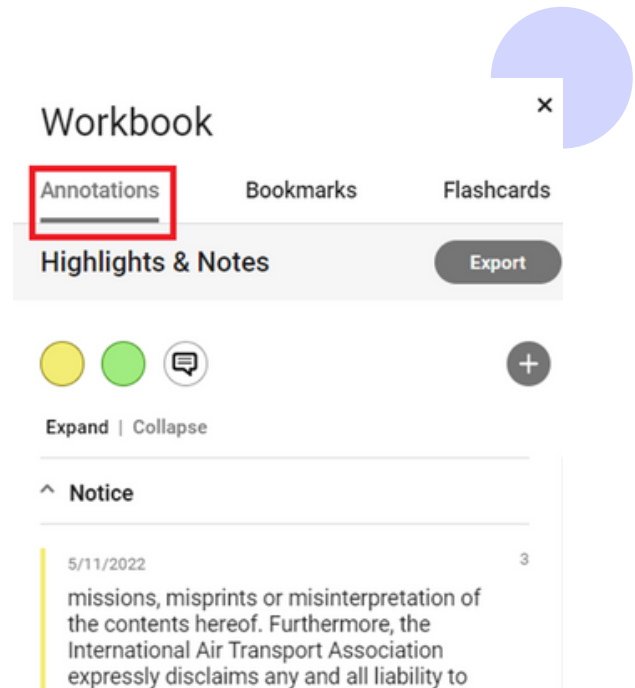 Workbook
Annotations Bookmarks Flashcards
Highlights & Notes Export
Expand | Collapse
Notice
5/11/2022 3
missions, misprints or misinterpretation of
the contents hereof. Furthermore, the
International Air Transport Association
expressly disclaims any and all liability to